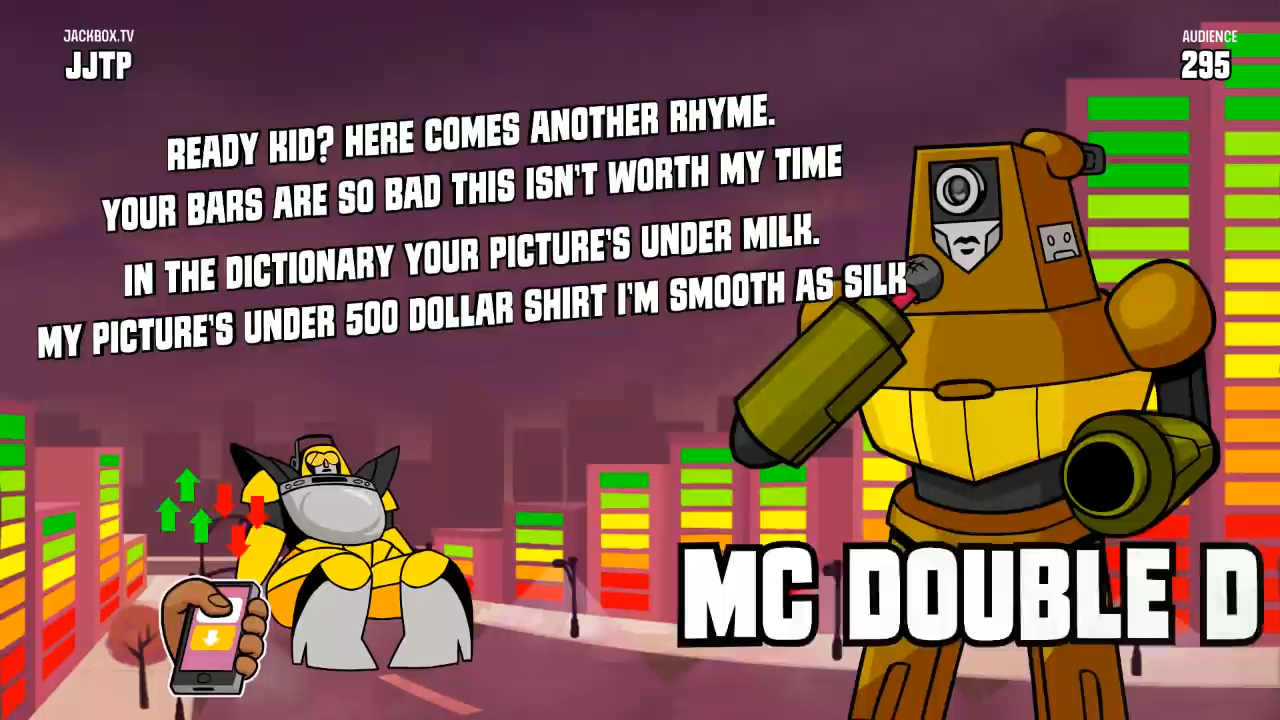 JACKBOX.TV
JJTP
AUDIENCE
295
READY KID? HERE COMES ANOTHER RHYME.
YOUR BARS ARE SO BAD THIS ISN'T WORTH MY TIME
IN THE DICTIONARY YOUR PICTURE'S UNDER MILK.
MY PICTURE'S UNDER 500 DOLLAR SHIRT I'M SMOOTH AS SILK
MC DOUBLE D